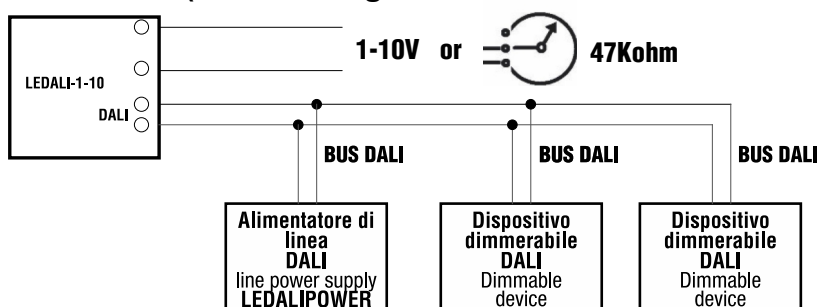 1-10V or 47Kohm
LEDALI-1-10
DALI
BUS DALI BUS DALI BUS DALI
Alimentatore di
linea
DALI
line power supply
LEDALIPOWER
Dispositivo
dimmerabile
DALI
Dimmable
device
Dispositivo
dimmerabile
DALI
Dimmable
device